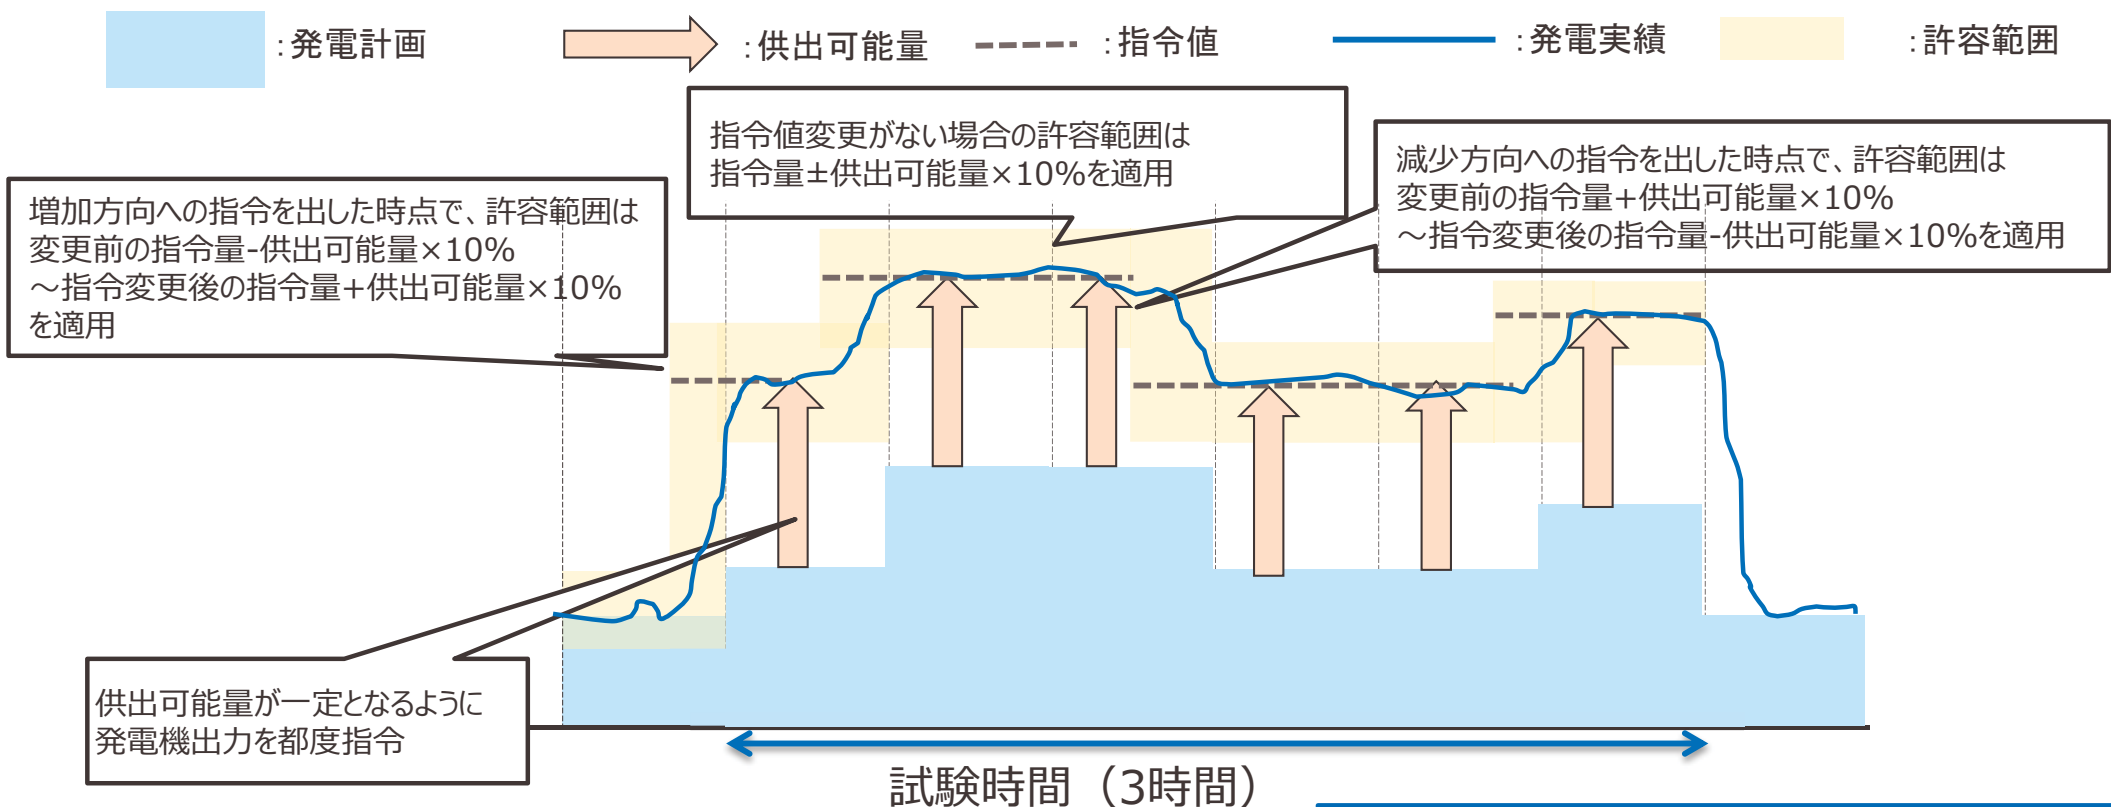 :発電計画
:供出可能量
:指令値
:発電実績
:許容範囲
指令値変更がない場合の許容範囲は
指令量±供出可能量×10%を適用
減少方向への指令を出した時点で、許容範囲は
変更前の指令量+供出可能量×10%
～指令変更後の指令量-供出可能量×10%を適用
増加方向への指令を出した時点で、許容範囲は
変更前の指令量-供出可能量×10%
～指令変更後の指令量+供出可能量×10%
を適用
供出可能量が一定となるように
発電機出力を都度指令
試験時間（3時間）